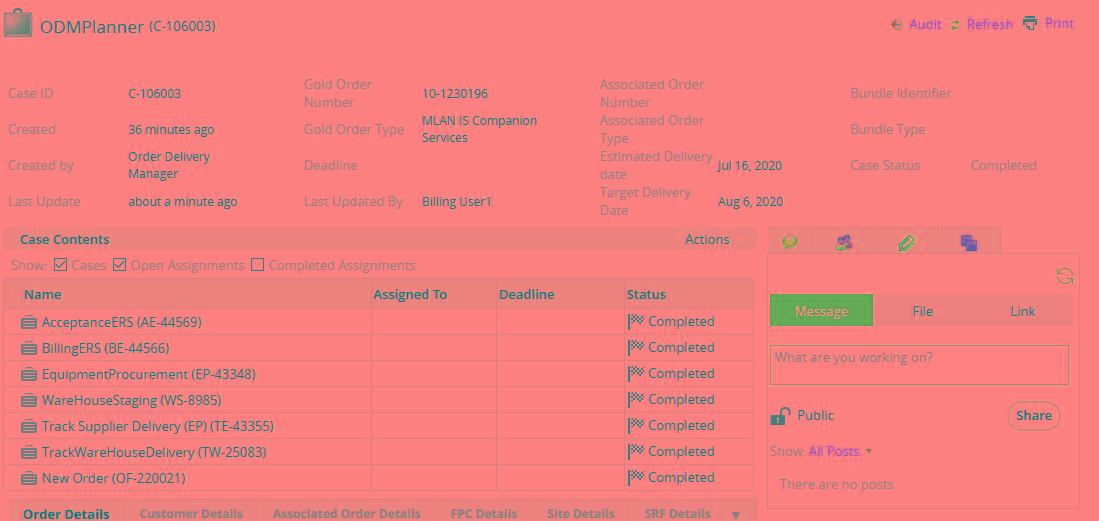 ODMPlanner (C-106003)
Audit Refresh Print
Case ID C-106003 Gold Order Number 10-1230196 Associated Order Number Bundle Identifier
Created 36 minutes ago Gold Order Type MLAN IS Companion Services Associated Order Type Bundle Type
Created by Order Delivery Manager Deadline Estimated Delivery date Jul 16, 2020 Case Status Completed
Last Update about a minute ago Last Updated By Billing User1 Target Delivery Date Aug 6, 2020
Case Contents Actions
Show: Cases Open Assignments Completed Assignments
Name Assigned To Deadline Status
AcceptanceERS (AE-44569) Completed
BillingERS (BE-44566) Completed
EquipmentProcurement (EP-43348) Completed
WareHouseStaging (WS-8985) Completed
Track Supplier Delivery (EP) (TE-43355) Completed
TrackWareHouseDelivery (TW-25083) Completed
New Order (OF-220021) Completed
Order Details Customer Details Associated Order Details FPC Details Site Details SRF Details
Message File Link
What are you working on?
Public Share
Show: All Posts
There are no posts